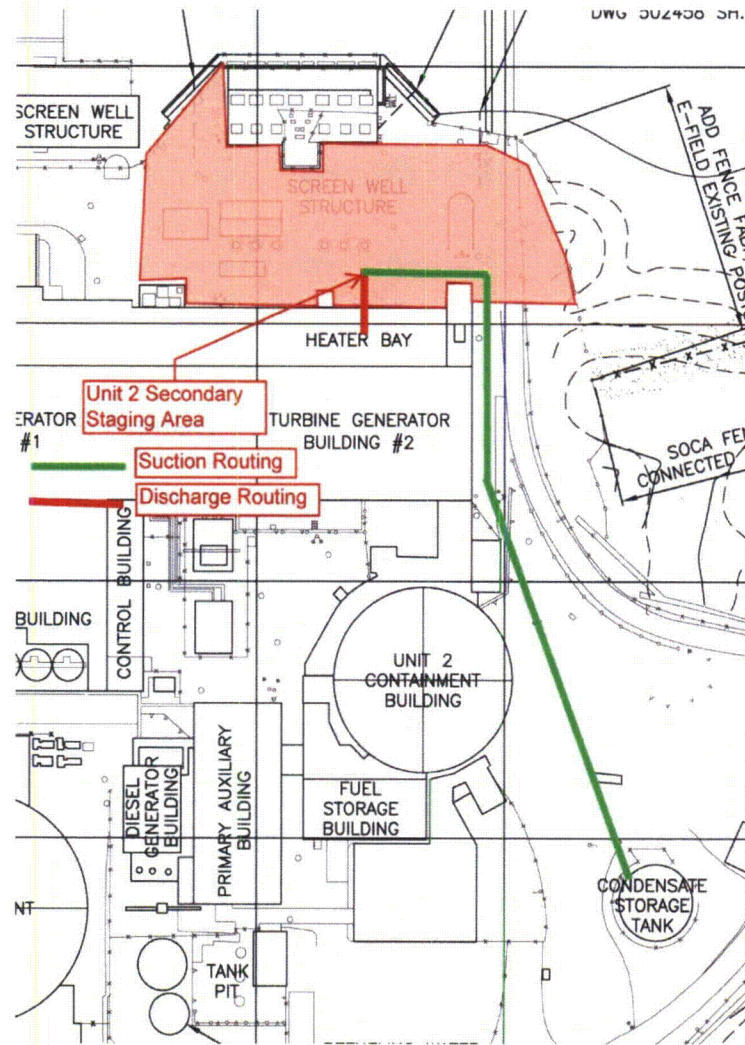 DWG 502458 SH.
SCREEN WELL
STRUCTURE
SCREEN WELL
STRUCTURE
E-FIELD EXISTING
ADD FENCE
HEATER BAY
Unit 2 Secondary
Staging Area
#1
TURBINE GENERATOR
BUILDING #2
SOCA
CONNECTED
Suction Routing
Discharge Routing
CONTROL BUILDING
BUILDING
UNIT 2
CONTAINMENT
BUILDING
DIESEL
GENERATOR
BUILDING
PRIMARY AUXILIARY
BUILDING
FUEL
STORAGE
BUILDING
CONDENSATE
STORAGE
TANK
TANK
PIT